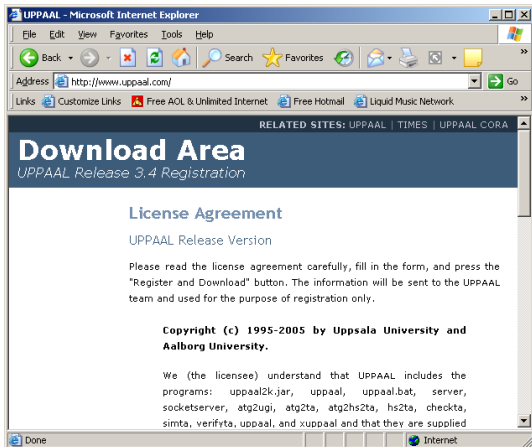 UPPAAL - Microsoft Internet Explorer
File Edit View Favorites Tools Help
Back Search Favorites »
Address http://www.uppaal.com/ Go
Links Customize Links Free AOL & Unlimited Internet Free Hotmail Liquid Music Network »
RELATED SITES: UPPAAL | TIMES | UPPAAL CORA
Download Area
UPPAAL Release 3.4 Registration
License Agreement
UPPAAL Release Version
Please read the license agreement carefully, fill in the form, and press the
"Register and Download" button. The information will be sent to the UPPAAL
team and used for the purpose of registration only.
Copyright (c) 1995-2005 by Uppsala University and
Aalborg University.
We (the licensee) understand that UPPAAL includes the
programs: uppaal2k.jar, uppaal, uppaal.bat, server,
socketserver, atg2ugi, atg2ta, atg2hs2ta, hs2ta, checkta,
simta, verifyta, uppaal, and xuppaal and that they are supplied
Done Internet